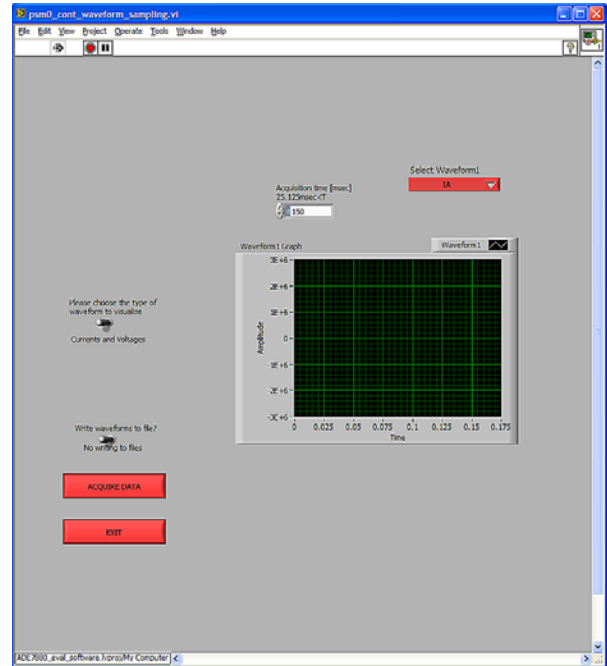 psm0_cont_waveform_sampling.vi
File Edit View Project Operate Tools Window Help
Select Waveform1
IA
Acquisition time [msec]
25.125msec<T
150
Waveform1 Graph
Waveform1
3E+6
2E+6
1E+6
0
-1E+6
-2E+6
-3E+6
Amplitude
0 0.025 0.05 0.075 0.1 0.125 0.15 0.175
Time
Please choose the type of
waveform to visualize
Currents and Voltages
Write waveforms to file?
No writing to files
ACQUIRE DATA
EXIT
ADE7880_eval_software.lvproj/My Computer